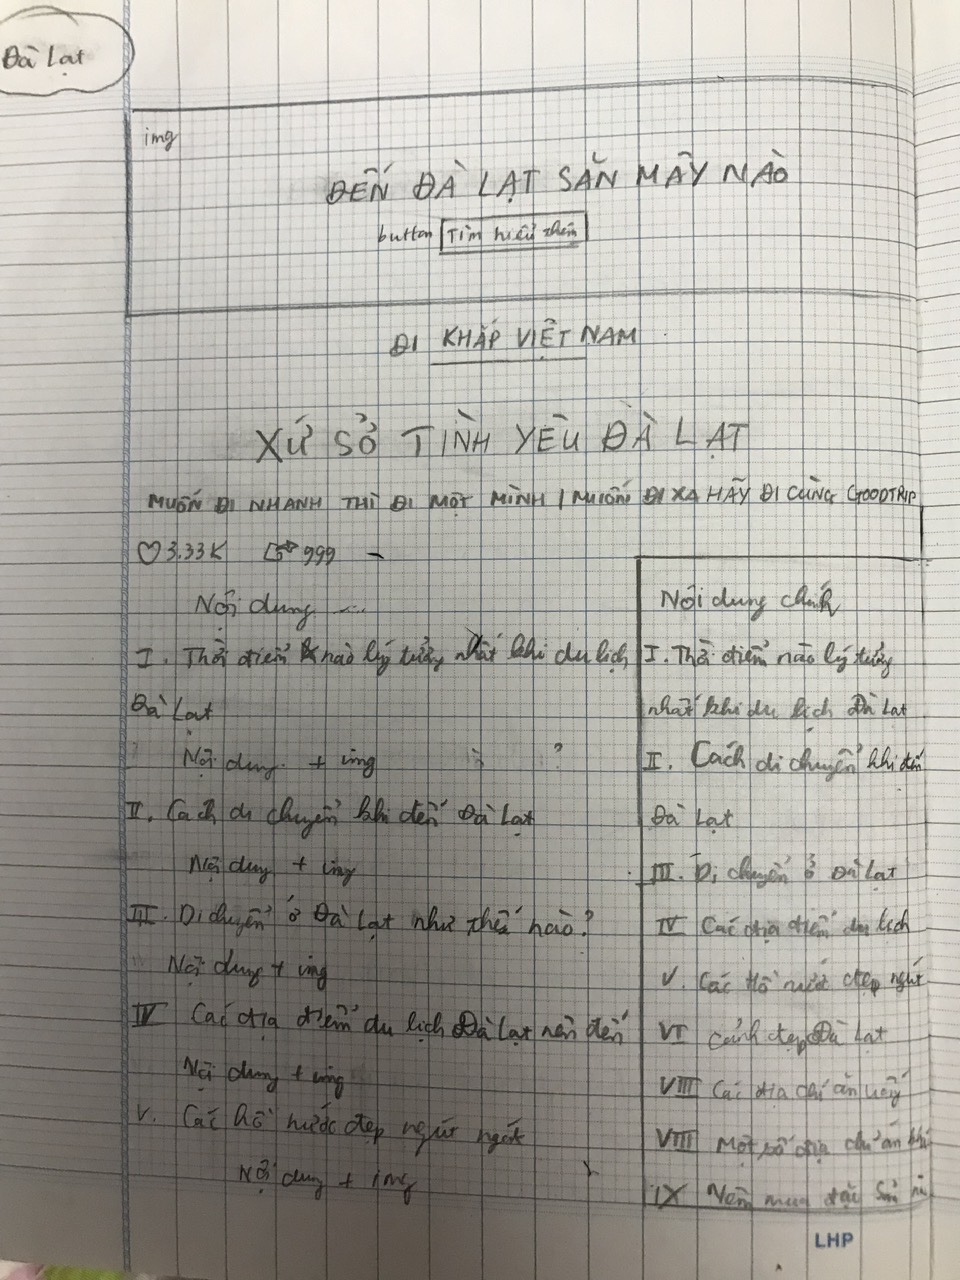 Đà Lạt
img
ĐẾN ĐÀ LẠT SĂN MÂY NÀO
button Tìm hiểu thêm
ĐI KHẮP VIỆT NAM
XỨ SỞ TÌNH YÊU ĐÀ LẠT
MUỐN ĐI NHANH THÌ ĐI MỘT MÌNH / MUỐN ĐI XA HÃY ĐI CÙNG GOODTRIP
3.33K 999
Nội dung ...
I. Thời điểm nào lý tưởng nhất khi du lịch
Đà Lạt
Nội dung + img
II. Cách di chuyển khi đến Đà Lạt
Nội dung + img
III. Di chuyển ở Đà Lạt như thế nào?
Nội dung + img
IV Các địa điểm du lịch Đà Lạt nên đến
Nội dung + img
V. Các hồ nước đẹp ngút ngát
Nội dung + img
Nội dung chính
I. Thời điểm nào lý tưởng
nhất khi du lịch Đà Lạt
II. Cách di chuyển khi đến
Đà Lạt
III. Di chuyển ở Đà Lạt
IV Các địa điểm du lịch
V. Các hồ nước đẹp ngút
VI Cảnh đẹp Đà Lạt
VIII Các địa chỉ ăn uống
VIII Một số địa chỉ ăn
IX Nên mua đặc sản
LHP